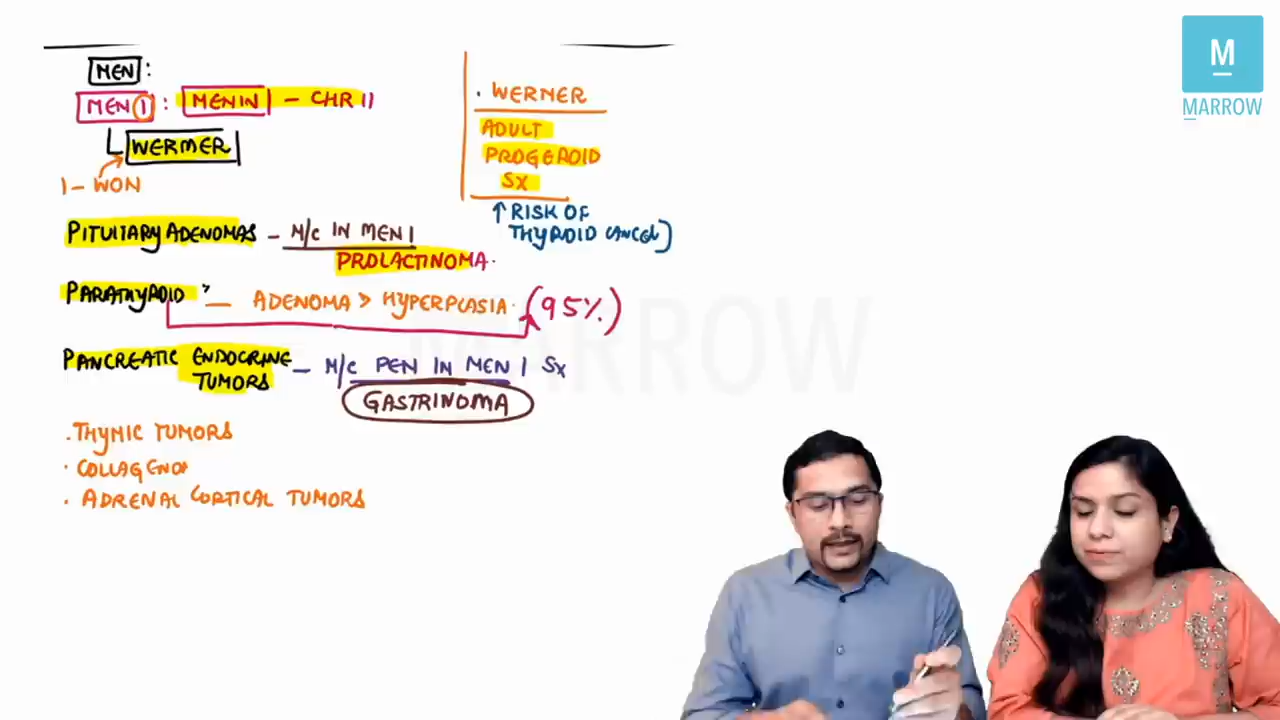 MEN:
MEN 1 : MENIN - CHR 11
WERMER
1 - WON
PITUITARY ADENOMAS - M/C IN MEN 1
PROLACTINOMA.
PARATHYROID - ADENOMA > HYPERPLASIA. (95%)
PANCREATIC ENDOCRINE TUMORS - M/C PEN IN MEN 1 SX
GASTRINOMA
. THYMIC TUMORS
. COLLAGENOM
. ADRENAL CORTICAL TUMORS
. WERNER
ADULT
PROGEROID
SX
↑ RISK OF
THYROID CANCER)
M
MARROW
MARROW